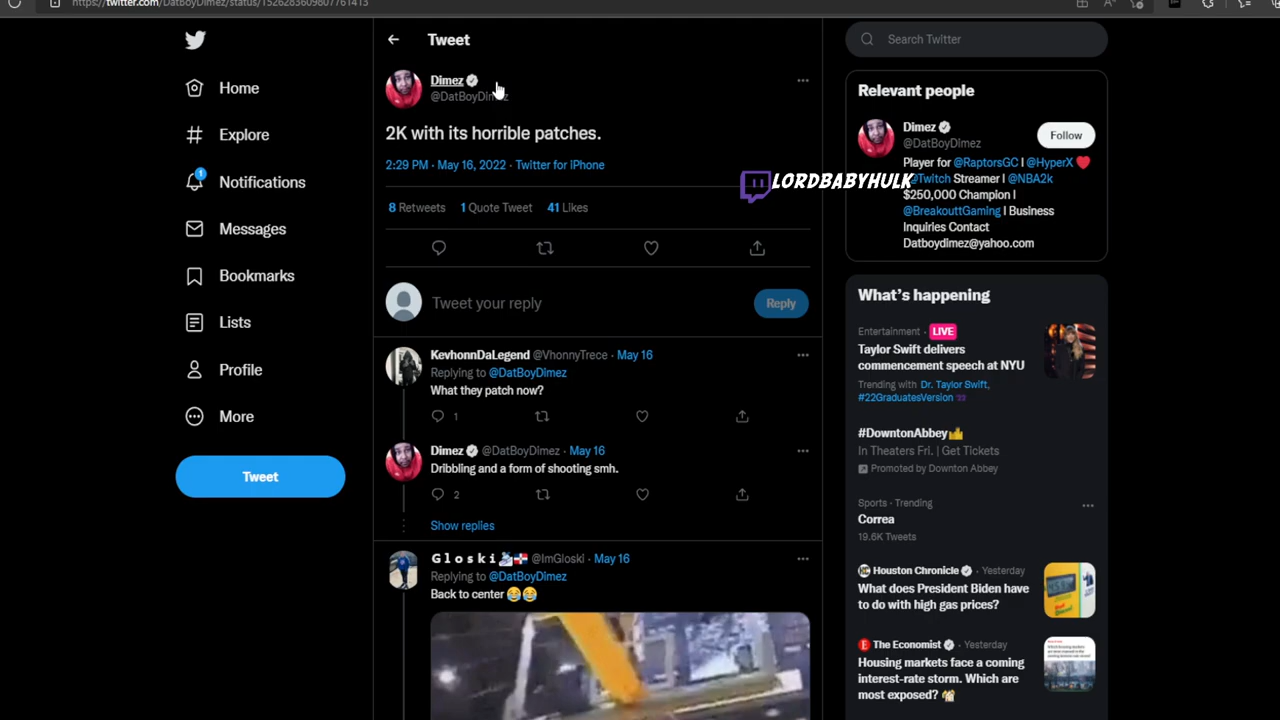 https://twitter.com/DatBoyDimez/status/1526283609807761413
Home
Explore
1
Notifications
Messages
Bookmarks
Lists
Profile
More
Tweet
Tweet
Dimez
@DatBoyDimez
2K with its horrible patches.
2:29 PM · May 16, 2022 · Twitter for iPhone
8 Retweets 1 Quote Tweet 41 Likes
Tweet your reply
Reply
KevhonnDaLegend @VhonnyTrece · May 16
Replying to @DatBoyDimez
What they patch now?
1
Dimez @DatBoyDimez · May 16
Dribbling and a form of shooting smh.
2
Show replies
G l o s k i @ImGloski · May 16
Replying to @DatBoyDimez
Back to center 😂😂
LORDBABYHULK
Search Twitter
Relevant people
Dimez
@DatBoyDimez
Follow
Player for @RaptorsGC I @HyperX ❤️
@Twitch Streamer I @NBA2k
$250,000 Champion I
@BreakouttGaming I Business
Inquiries Contact
Datboydimez@yahoo.com
What's happening
Entertainment · LIVE
Taylor Swift delivers
commencement speech at NYU
Trending with Dr. Taylor Swift,
#22GraduatesVersion
#DowntonAbbey
In Theaters Fri. | Get Tickets
Promoted by Downton Abbey
Sports · Trending
Correa
19.6K Tweets
Houston Chronicle · Yesterday
What does President Biden have
to do with high gas prices?
The Economist · Yesterday
Housing markets face a coming
interest-rate storm. Which are
most exposed?